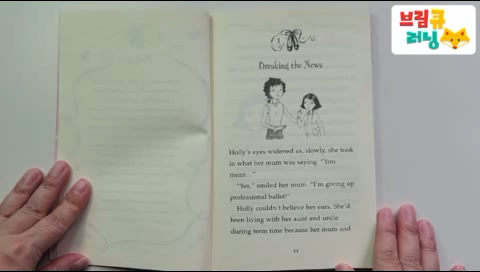 브릭큐
러닝
Breaking the News
Holly's eyes widened as, slowly, she took
in what her mum was saying. "You
mean..."
"Yes," smiled her mum. "I'm giving up
professional ballet!"
Holly couldn't believe her ears. She'd
been living with her aunt and uncle
during term time because her mum and
11